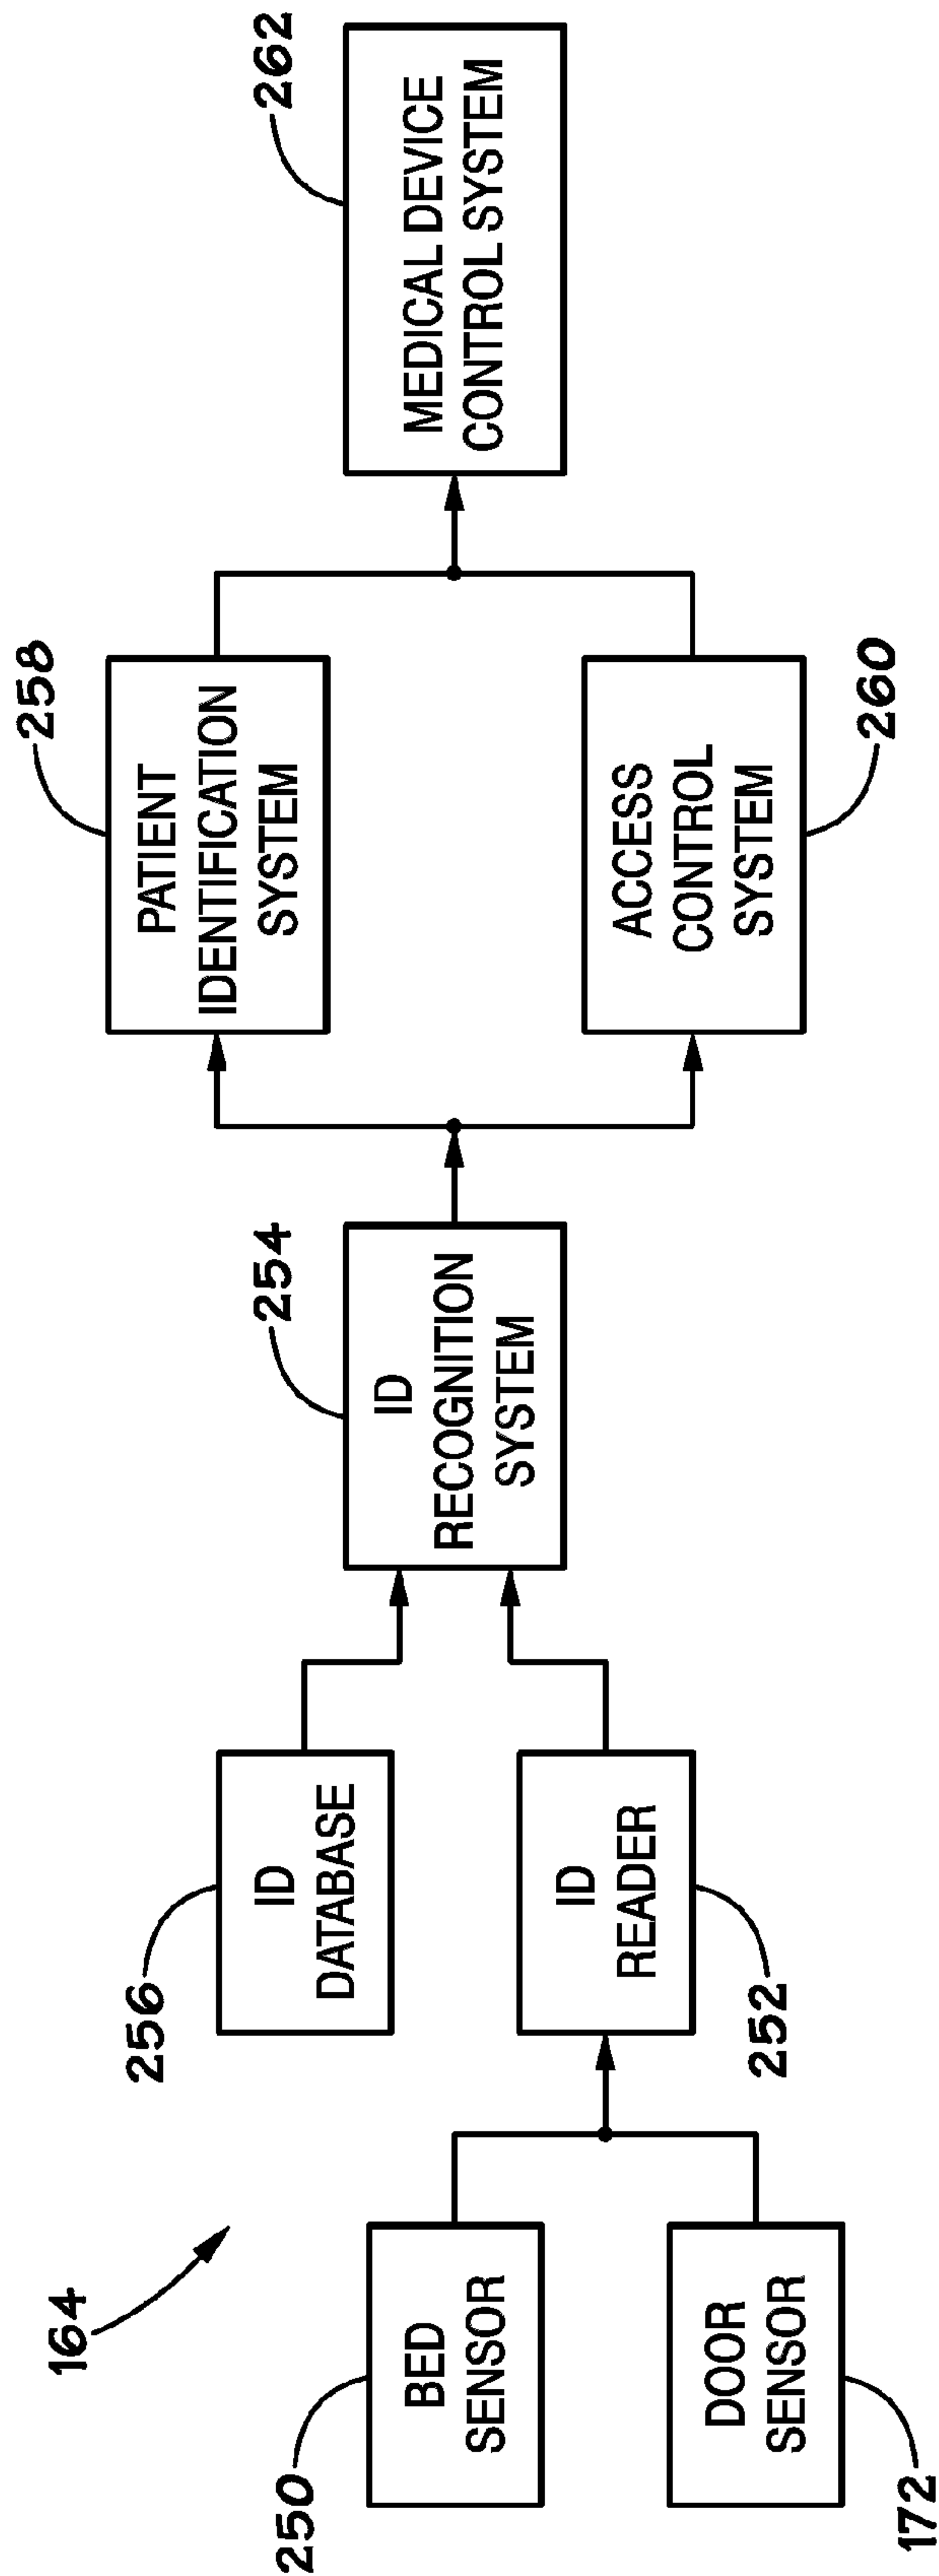 164
250
BED
SENSOR
DOOR
SENSOR
172
256
ID
DATABASE
ID
READER
252
254
ID
RECOGNITION
SYSTEM
258
PATIENT
IDENTIFICATION
SYSTEM
ACCESS
CONTROL
SYSTEM
260
262
MEDICAL DEVICE
CONTROL SYSTEM